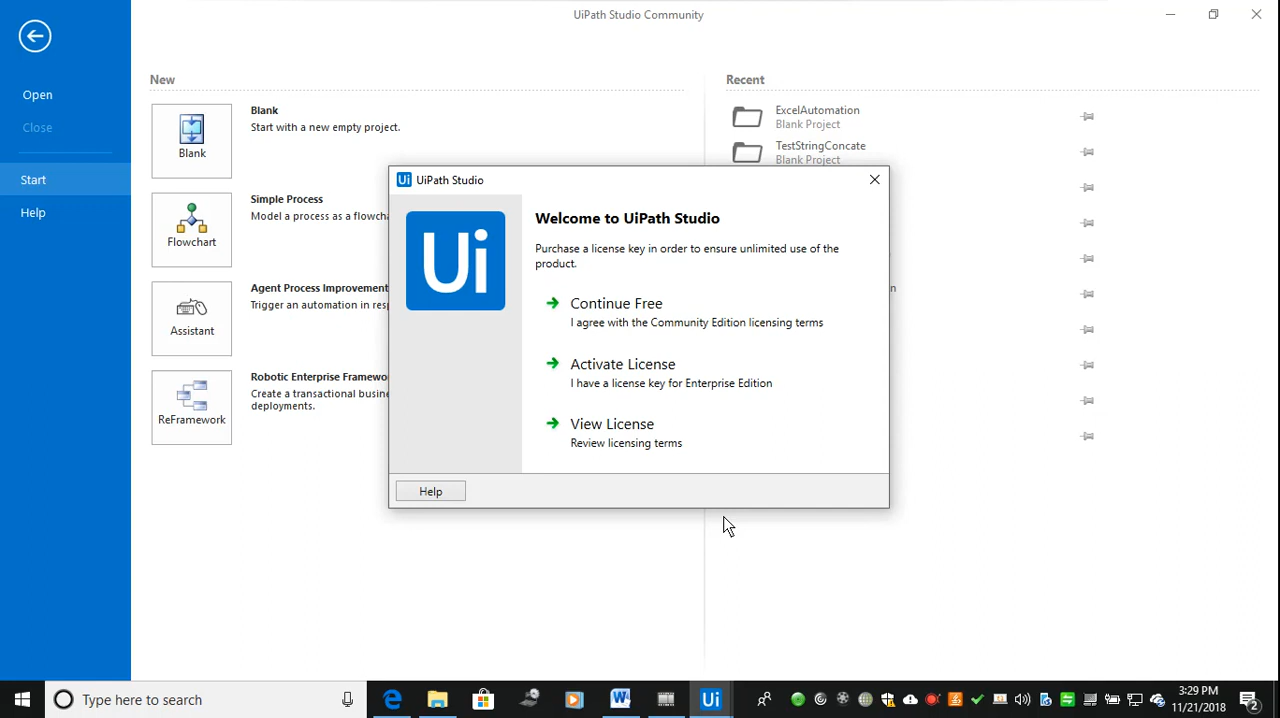 UiPath Studio Community
Open
Close
Start
Help
New
Blank
Blank
Start with a new empty project.
Flowchart
Simple Process
Model a process as a flowcha
Assistant
Agent Process Improvement
Trigger an automation in res
ReFramework
Robotic Enterprise Framewo
Create a transactional busine
deployments.
Recent
ExcelAutomation
Blank Project
TestStringConcate
Blank Project
n
Ui UiPath Studio
Ui
Welcome to UiPath Studio
Purchase a license key in order to ensure unlimited use of the
product.
Continue Free
I agree with the Community Edition licensing terms
Activate License
I have a license key for Enterprise Edition
View License
Review licensing terms
Help
Type here to search
Ui
3:29 PM
11/21/2018
2